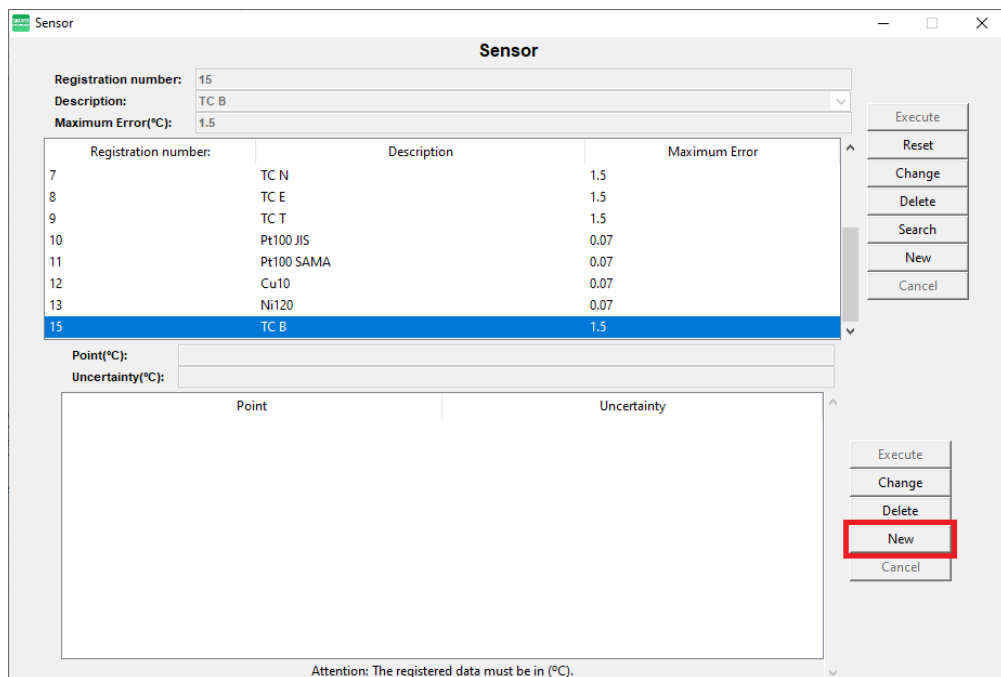 Sensor
Sensor
Registration number: 15
Description: TC B
Maximum Error(ºC): 1.5
Registration number: Description Maximum Error
7 TC N 1.5
8 TC E 1.5
9 TC T 1.5
10 Pt100 JIS 0.07
11 Pt100 SAMA 0.07
12 Cu10 0.07
13 Ni120 0.07
15 TC B 1.5
Execute
Reset
Change
Delete
Search
New
Cancel
Point(ºC):
Uncertainty(ºC):
Point Uncertainty
Execute
Change
Delete
New
Cancel
Attention: The registered data must be in (ºC).